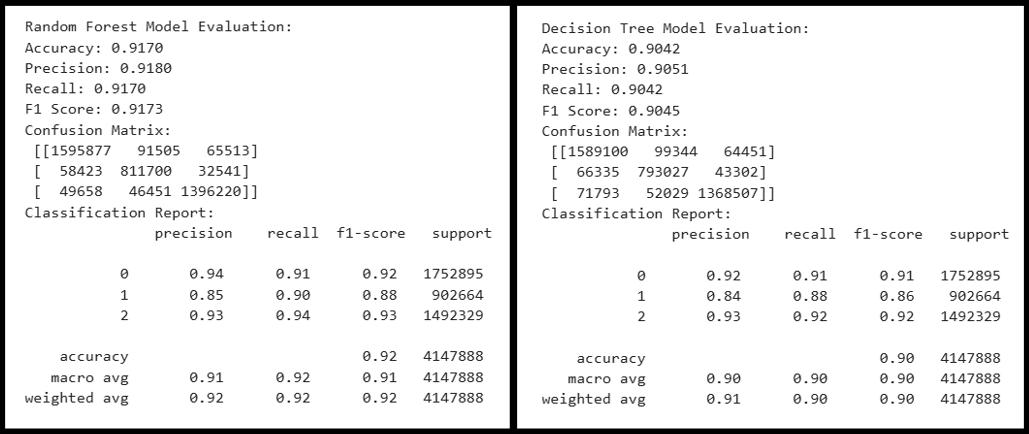 Random Forest Model Evaluation:
Accuracy: 0.9170
Precision: 0.9180
Recall: 0.9170
F1 Score: 0.9173
Confusion Matrix:
[[1595877 91505 65513]
[ 58423 811700 32541]
[ 49658 46451 1396220]]
Classification Report:
precision recall f1-score support
0 0.94 0.91 0.92 1752895
1 0.85 0.90 0.88 902664
2 0.93 0.94 0.93 1492329
accuracy 0.92 4147888
macro avg 0.91 0.92 0.91 4147888
weighted avg 0.92 0.92 0.92 4147888
Decision Tree Model Evaluation:
Accuracy: 0.9042
Precision: 0.9051
Recall: 0.9042
F1 Score: 0.9045
Confusion Matrix:
[[1589100 99344 64451]
[ 66335 793027 43302]
[ 71793 52029 1368507]]
Classification Report:
precision recall f1-score support
0 0.92 0.91 0.91 1752895
1 0.84 0.88 0.86 902664
2 0.93 0.92 0.92 1492329
accuracy 0.90 4147888
macro avg 0.90 0.90 0.90 4147888
weighted avg 0.91 0.90 0.90 4147888